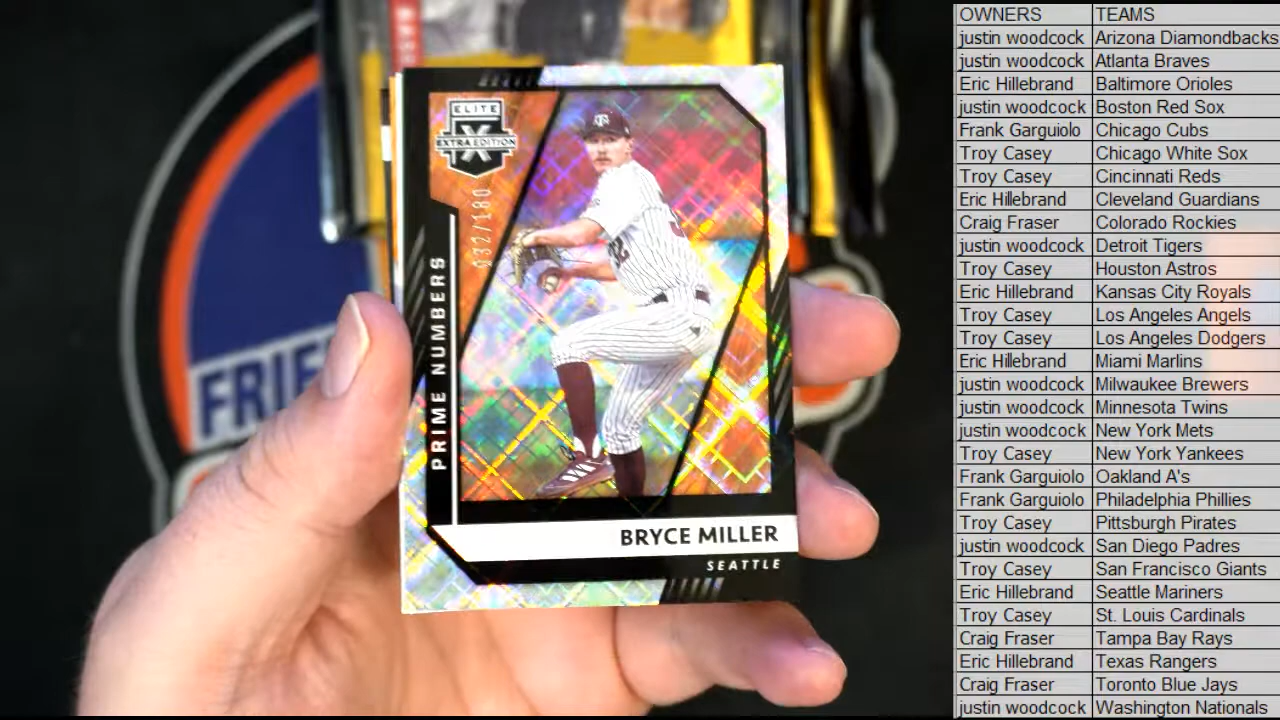 ELITE
X
EXTRA EDITION
132/180
PRIME NUMBERS
BRYCE MILLER
SEATTLE
FRIE
OWNERS TEAMS
justin woodcock Arizona Diamondbacks
justin woodcock Atlanta Braves
Eric Hillebrand Baltimore Orioles
justin woodcock Boston Red Sox
Frank Garguiolo Chicago Cubs
Troy Casey Chicago White Sox
Troy Casey Cincinnati Reds
Eric Hillebrand Cleveland Guardians
Craig Fraser Colorado Rockies
justin woodcock Detroit Tigers
Troy Casey Houston Astros
Eric Hillebrand Kansas City Royals
Troy Casey Los Angeles Angels
Troy Casey Los Angeles Dodgers
Eric Hillebrand Miami Marlins
justin woodcock Milwaukee Brewers
justin woodcock Minnesota Twins
justin woodcock New York Mets
Troy Casey New York Yankees
Frank Garguiolo Oakland A's
Frank Garguiolo Philadelphia Phillies
Troy Casey Pittsburgh Pirates
justin woodcock San Diego Padres
Troy Casey San Francisco Giants
Eric Hillebrand Seattle Mariners
Troy Casey St. Louis Cardinals
Craig Fraser Tampa Bay Rays
Eric Hillebrand Texas Rangers
Craig Fraser Toronto Blue Jays
justin woodcock Washington Nationals